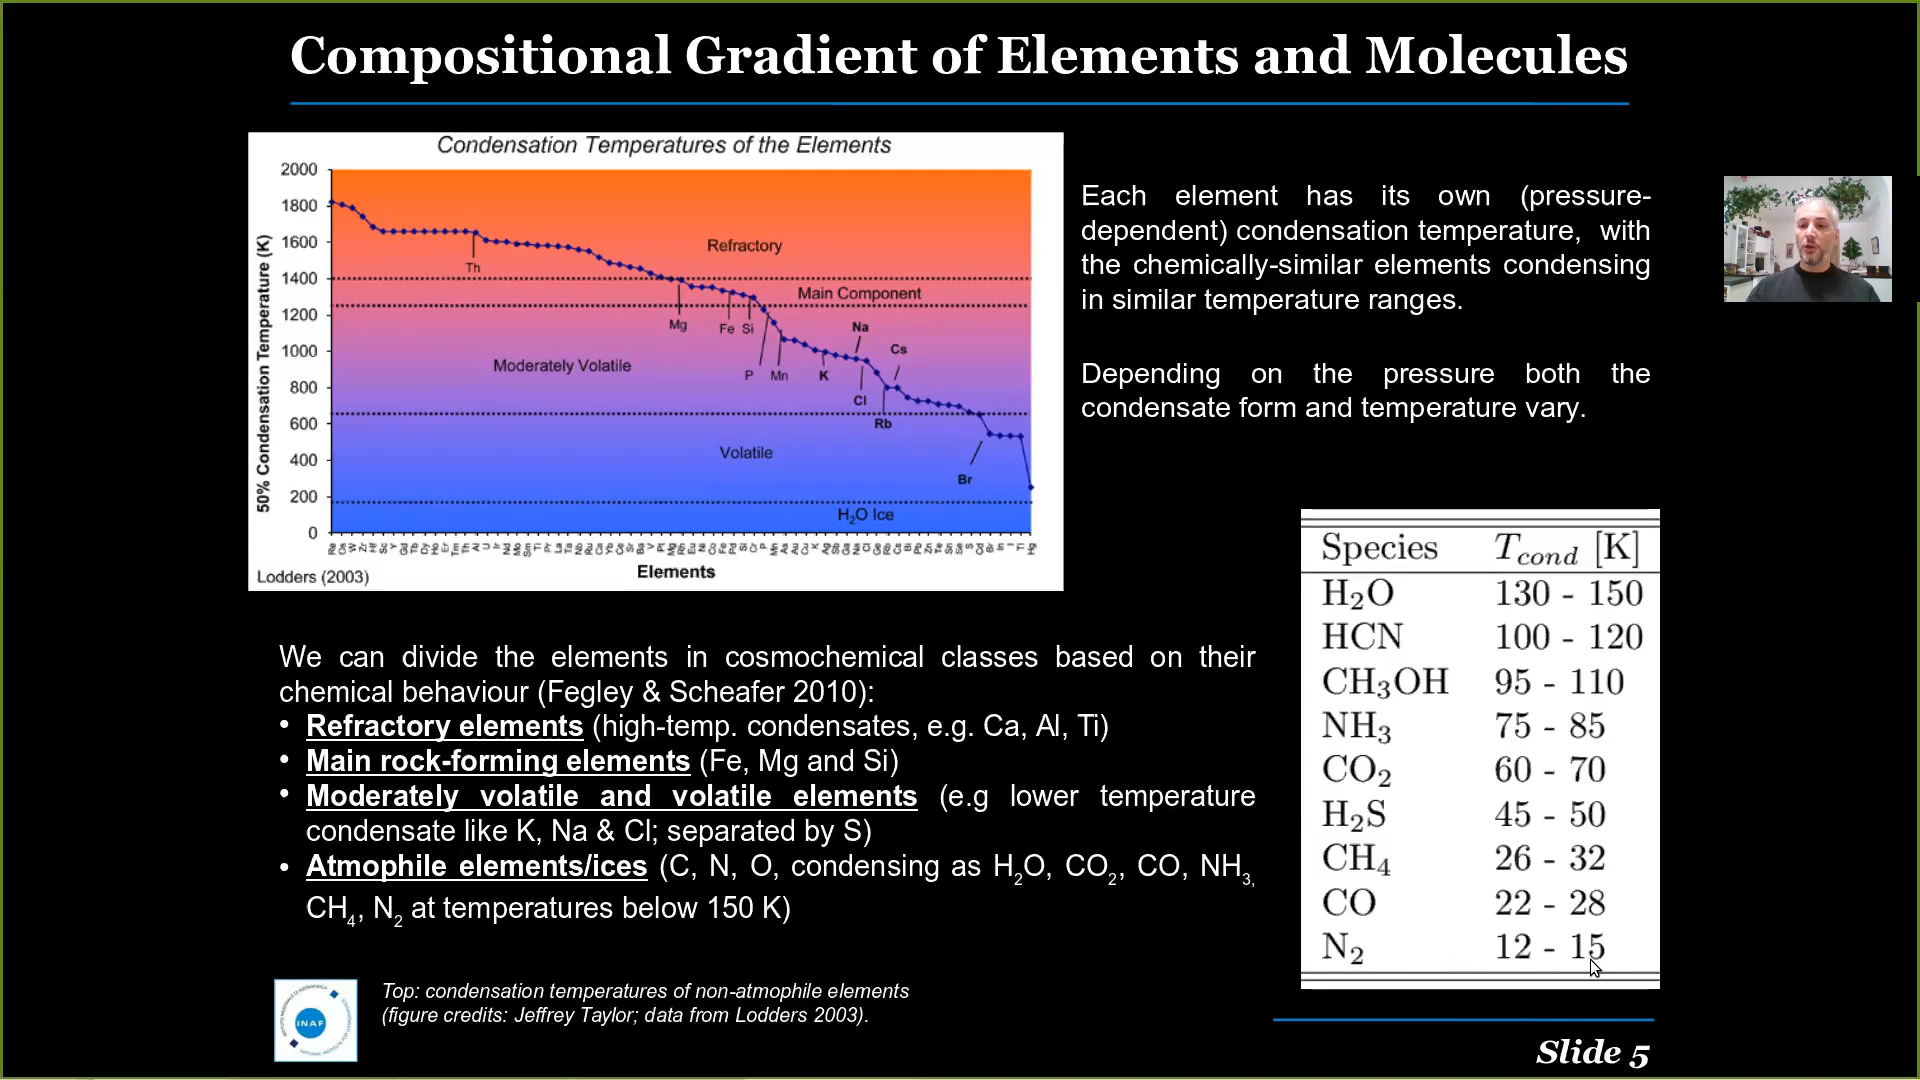 Compositional Gradient of Elements and Molecules
Condensation Temperatures of the Elements
50% Condensation Temperature (K)
2000
1800
1600
1400
1200
1000
800
600
400
200
0
Refractory
Th
Main Component
Mg
Fe
Si
Na
Cs
Moderately Volatile
P
Mn
K
Cl
Rb
Volatile
Br
H₂O Ice
Elements
Lodders (2003)
Each element has its own (pressure-
dependent) condensation temperature, with
the chemically-similar elements condensing
in similar temperature ranges.
Depending on the pressure both the
condensate form and temperature vary.
We can divide the elements in cosmochemical classes based on their
chemical behaviour (Fegley & Scheafer 2010):
• Refractory elements (high-temp. condensates, e.g. Ca, Al, Ti)
• Main rock-forming elements (Fe, Mg and Si)
• Moderately volatile and volatile elements (e.g lower temperature
condensate like K, Na & Cl; separated by S)
• Atmophile elements/ices (C, N, O, condensing as H₂O, CO₂, CO, NH₃,
CH₄, N₂ at temperatures below 150 K)
Species Tcond [K]
H₂O 130 - 150
HCN 100 - 120
CH₃OH 95 - 110
NH₃ 75 - 85
CO₂ 60 - 70
H₂S 45 - 50
CH₄ 26 - 32
CO 22 - 28
N₂ 12 - 15
INAF
Top: condensation temperatures of non-atmophile elements
(figure credits: Jeffrey Taylor; data from Lodders 2003).
Slide 5